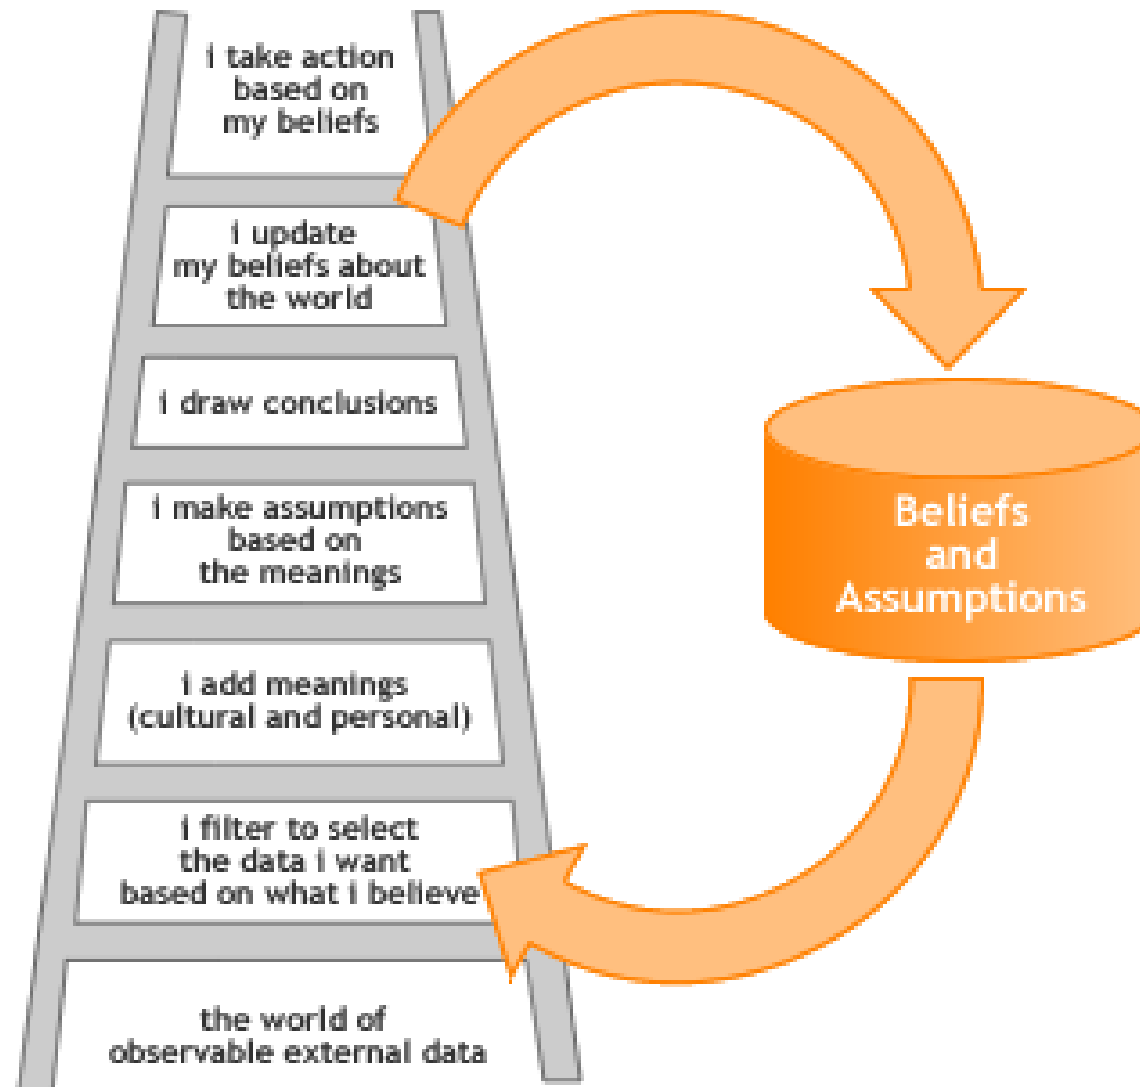 i take action
based on
my beliefs
i update
my beliefs about
the world
i draw conclusions
i make assumptions
based on
the meanings
i add meanings
(cultural and personal)
i filter to select
the data i want
based on what i believe
the world of
observable external data
Beliefs
and
Assumptions